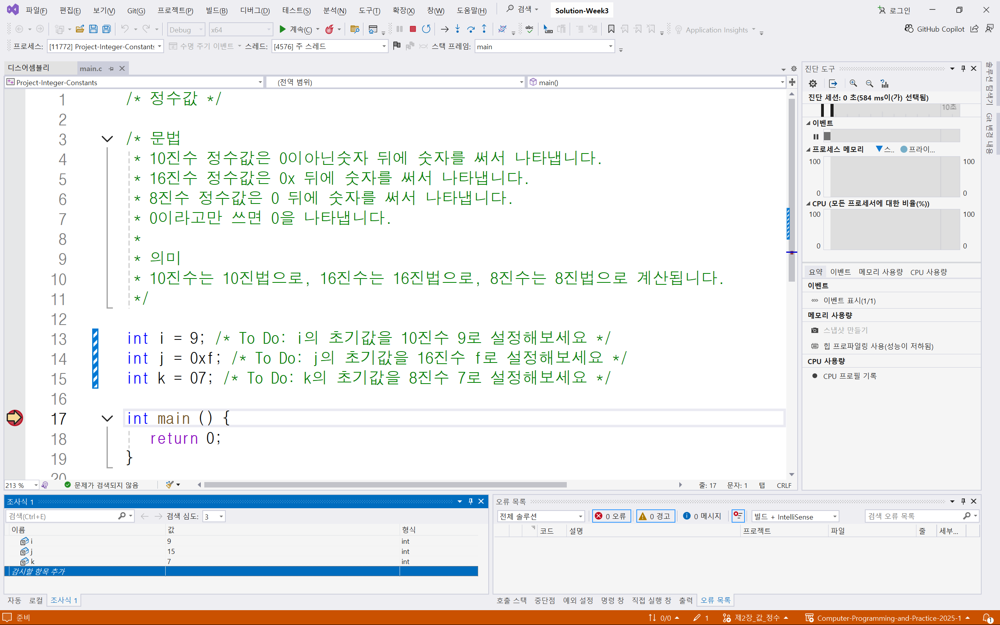 파일(F) 편집(E) 보기(V) Git(G) 프로젝트(P) 빌드(B) 디버그(D) 테스트(S) 분석(N) 도구(T) 확장(X) 창(W) 도움말(H) 검색 Solution-Week3 로그인
Debug x64 계속(C) abc Application Insights GitHub Copilot
프로세스: [11772] Project-Integer-Constants 수명 주기 이벤트 스레드: [4576] 주 스레드 스택 프레임: main
디스어셈블리 main.c
Project-Integer-Constants (전역 범위) main()
1 /* 정수값 */
2
3 /* 문법
4 * 10진수 정수값은 0이아닌숫자 뒤에 숫자를 써서 나타냅니다.
5 * 16진수 정수값은 0x 뒤에 숫자를 써서 나타냅니다.
6 * 8진수 정수값은 0 뒤에 숫자를 써서 나타냅니다.
7 * 0이라고만 쓰면 0을 나타냅니다.
8 *
9 * 의미
10 * 10진수는 10진법으로, 16진수는 16진법으로, 8진수는 8진법으로 계산됩니다.
11 */
12
13 int i = 9; /* To Do: i의 초기값을 10진수 9로 설정해보세요 */
14 int j = 0xf; /* To Do: j의 초기값을 16진수 f로 설정해보세요 */
15 int k = 07; /* To Do: k의 초기값을 8진수 7로 설정해보세요 */
16
17 int main () {
18 return 0;
19 }
20
213 % 문제가 검색되지 않음 줄: 17 문자: 1 탭 CRLF
진단 도구
진단 세션: 0 초(584 ms이(가) 선택됨)
10초
이벤트
프로세스 메모리 스.. 프라이...
100 100
0 0
CPU (모든 프로세서에 대한 비율(%))
100 100
0 0
요약 이벤트 메모리 사용량 CPU 사용량
이벤트
이벤트 표시(1/1)
메모리 사용량
스냅샷 만들기
힙 프로파일링 사용(성능이 저하됨)
CPU 사용량
CPU 프로필 기록
솔루션 탐색기
Git 변경 내용
조사식 1
검색(Ctrl+E) 검색 심도: 3
이름 값 형식
i 9 int
j 15 int
k 7 int
감시할 항목 추가
자동 로컬 조사식 1
오류 목록
전체 솔루션 0 오류 0 경고 0 메시지 빌드 + IntelliSense 검색 오류 목록
코드 설명 프로젝트 파일 줄 세부...
호출 스택 중단점 예외 설정 명령 창 직접 실행 창 출력 오류 목록
준비 0/0 1 제2장_값_정수 Computer-Programming-and-Practice-2025-1 1